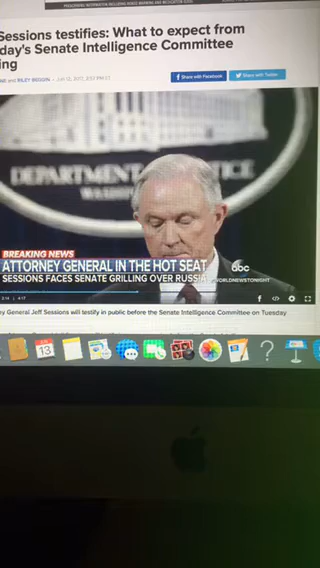 Sessions testifies: What to expect from
day's Senate Intelligence Committee
ing
Share with Facebook
Share with Twitter
DEPARTMENT
TICE
WASHI
BREAKING NEWS
ATTORNEY GENERAL IN THE HOT SEAT
abc
SESSIONS FACES SENATE GRILLING OVER RUSSIA
WORLDNEWSTONIGHT
y General Jeff Sessions will testify in public before the Senate Intelligence Committee on Tuesday
13